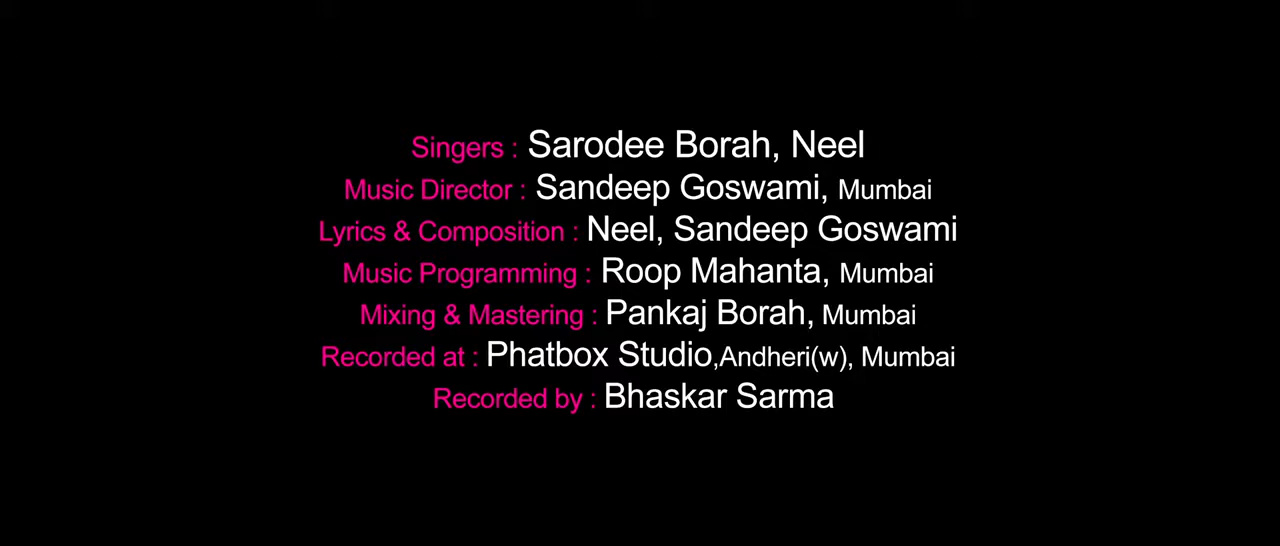 Singers : Sarodee Borah, Neel
Music Director : Sandeep Goswami, Mumbai
Lyrics & Composition : Neel, Sandeep Goswami
Music Programming : Roop Mahanta, Mumbai
Mixing & Mastering : Pankaj Borah, Mumbai
Recorded at : Phatbox Studio,Andheri(w), Mumbai
Recorded by : Bhaskar Sarma